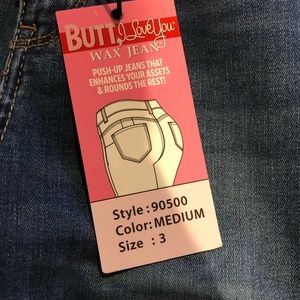 BUTT, I Love You®
WAX JEAN
PUSH-UP JEANS THAT
ENHANCES YOUR ASSETS
& ROUNDS THE REST!
Style : 90500
Color: MEDIUM
Size : 3